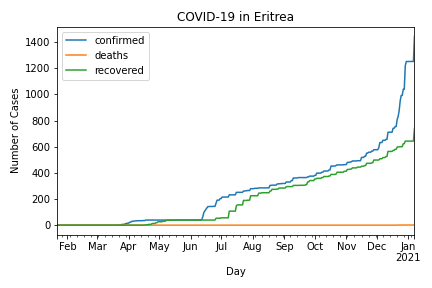 COVID-19 in Eritrea
confirmed
deaths
recovered
Number of Cases
1400
1200
1000
800
600
400
200
0
Feb Mar Apr May Jun Jul Aug Sep Oct Nov Dec Jan
2021
Day